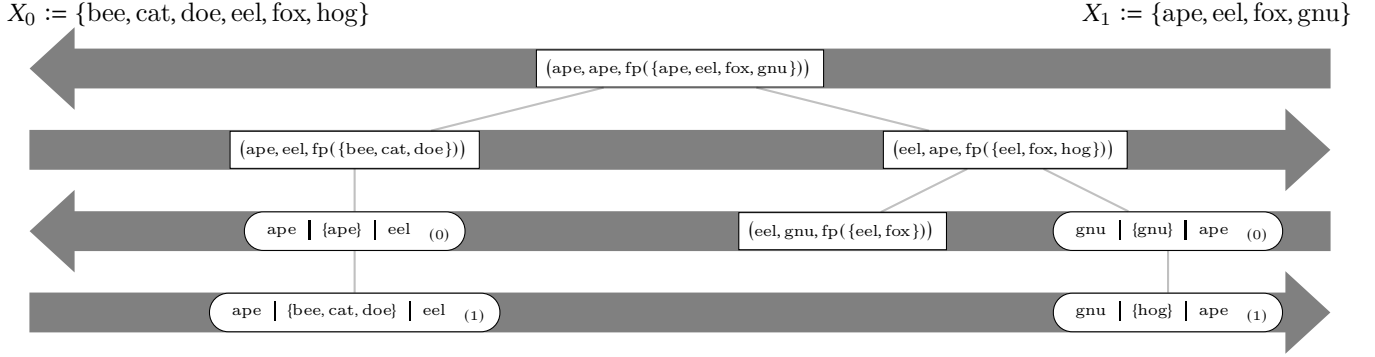 X₀ := {bee, cat, doe, eel, fox, hog} X₁ := {ape, eel, fox, gnu}
(ape, ape, fp({ape, eel, fox, gnu}))
(ape, eel, fp({bee, cat, doe})) (eel, ape, fp({eel, fox, hog}))
ape | {ape} | eel (0) (eel, gnu, fp({eel, fox})) gnu | {gnu} | ape (0)
ape | {bee, cat, doe} | eel (1) gnu | {hog} | ape (1)